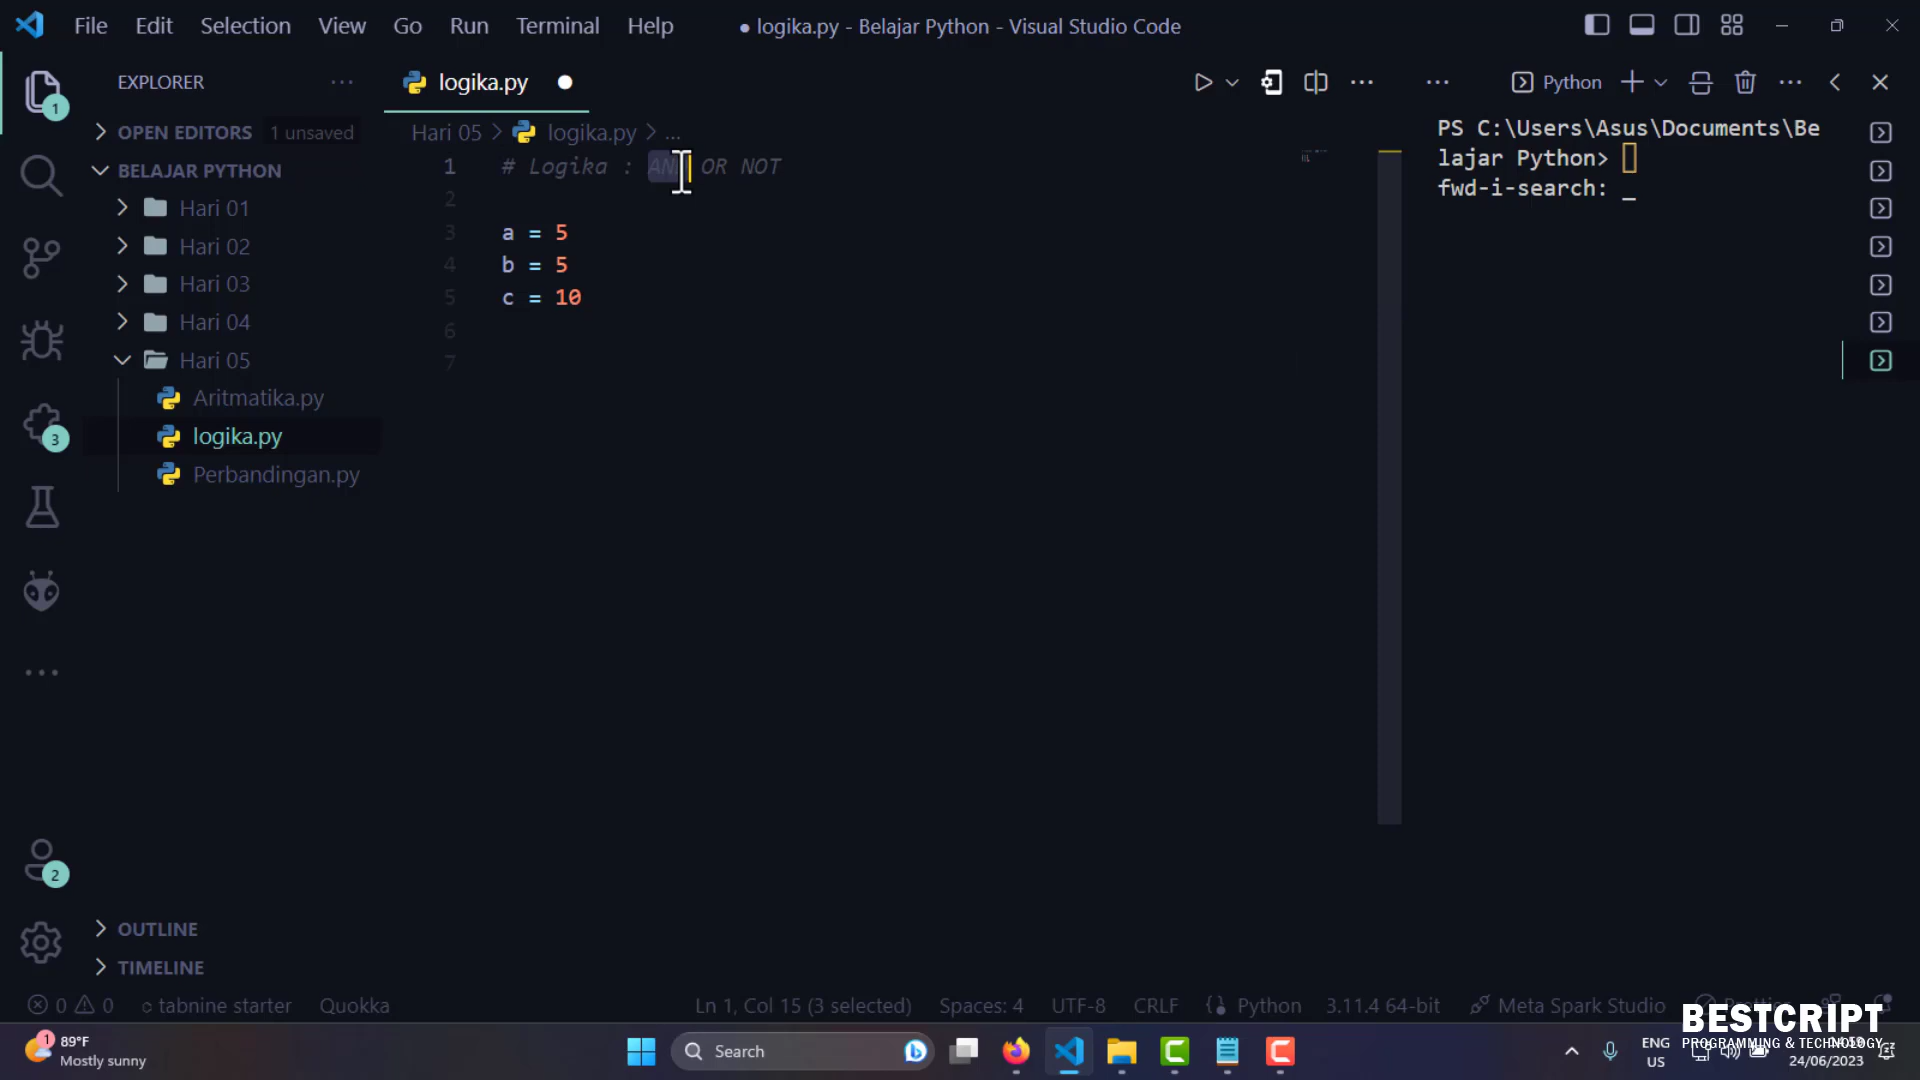 File Edit Selection View Go Run Terminal Help
● logika.py - Belajar Python - Visual Studio Code
EXPLORER
1
OPEN EDITORS 1 unsaved
BELAJAR PYTHON
Hari 01
Hari 02
Hari 03
Hari 04
Hari 05
Aritmatika.py
logika.py
Perbandingan.py
3
2
OUTLINE
TIMELINE
logika.py
Hari 05 > logika.py > ...
1 # Logika : AND OR NOT
2
3 a = 5
4 b = 5
5 c = 10
6
7
Python
PS C:\Users\Asus\Documents\Be
lajar Python>
fwd-i-search: _
0 0 tabnine starter Quokka
Ln 1, Col 15 (3 selected) Spaces: 4 UTF-8 CRLF Python 3.11.4 64-bit Meta Spark Studio
BESTCRIPT
PROGRAMMING & TECHNOLOGY
1
89°F
Mostly sunny
Search
ENG
US
24/06/2023